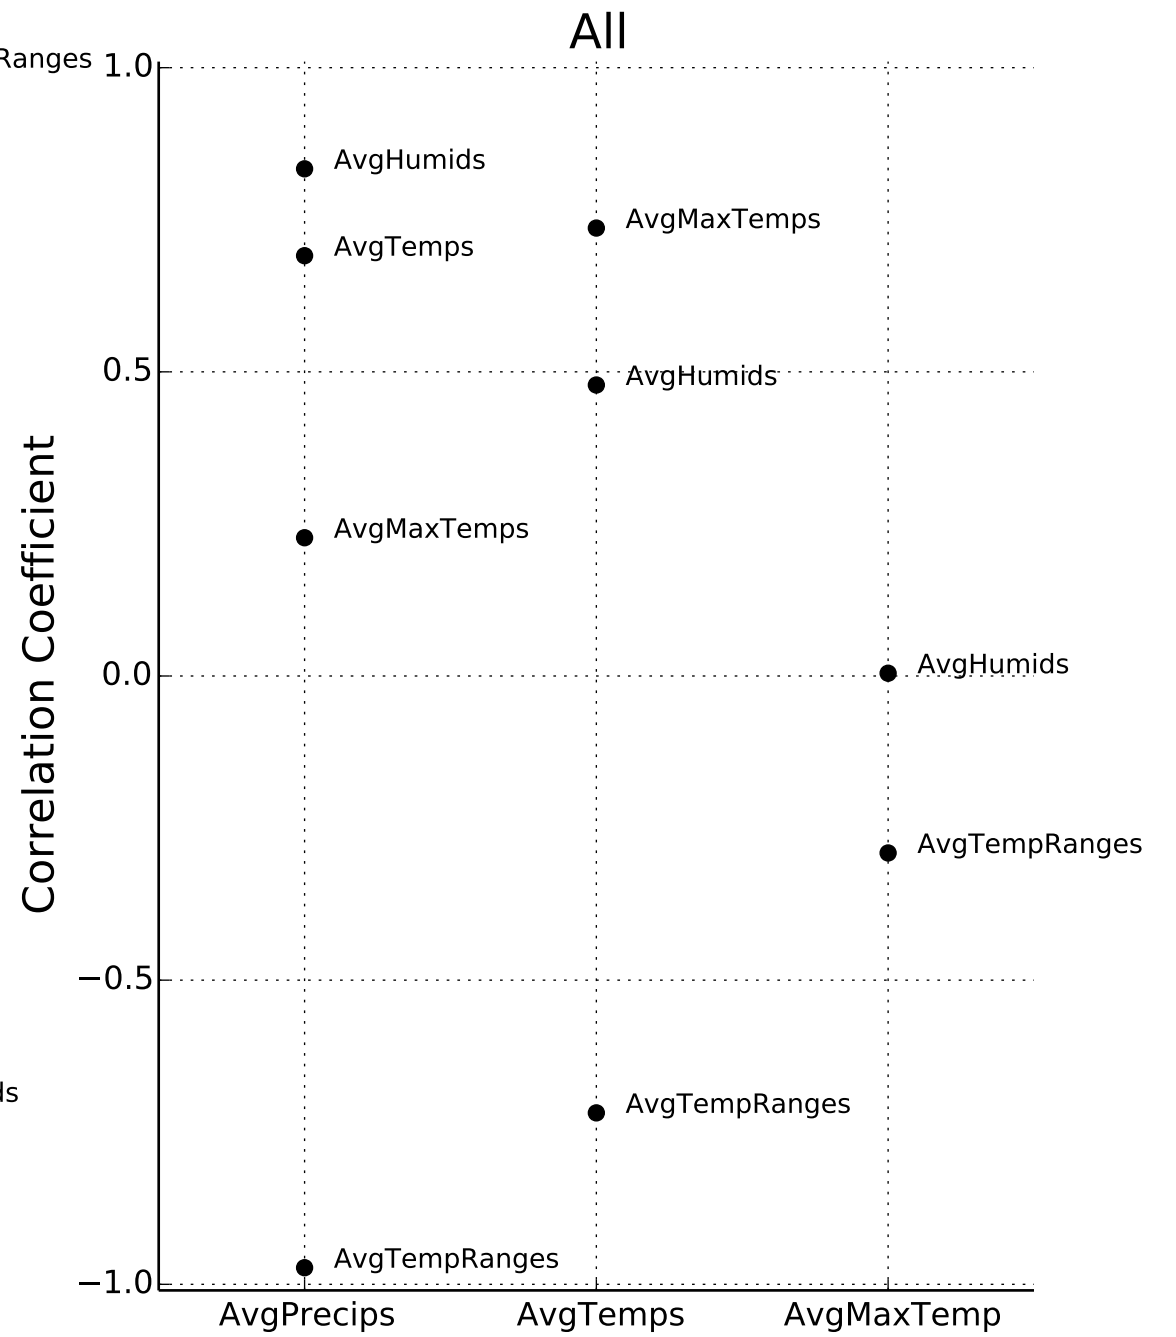 All
Ranges
1.0
AvgHumids
AvgMaxTemps
AvgTemps
0.5
AvgHumids
AvgMaxTemps
Correlation Coefficient
0.0
AvgHumids
AvgTempRanges
−0.5
ds
AvgTempRanges
AvgTempRanges
−1.0
AvgPrecips AvgTemps AvgMaxTemp